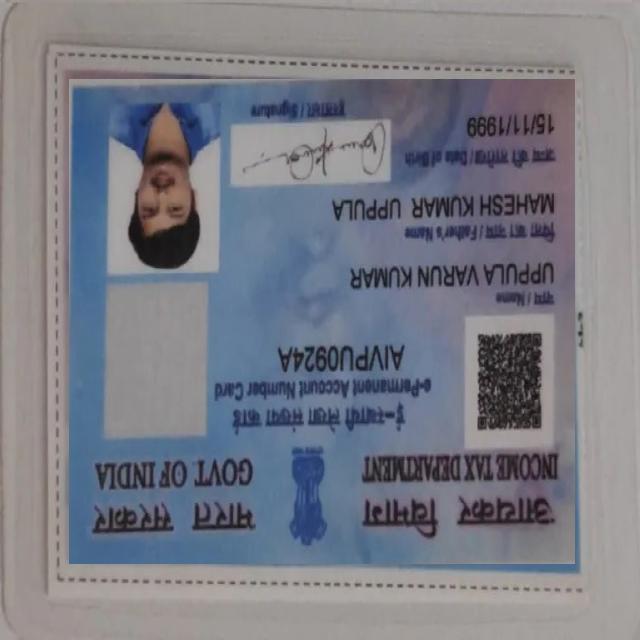 आयकर विभाग भारत सरकार
INCOME TAX DEPARTMENT GOVT. OF INDIA
ई-स्थायी लेखा संख्या कार्ड
e-Permanent Account Number Card
AIVPU0924A
नाम / Name
UPPULA VARUN KUMAR
पिता का नाम / Father's Name
MAHESH KUMAR UPPULA
जन्म की तारीख / Date of Birth
15/11/1999
हस्ताक्षर / Signature